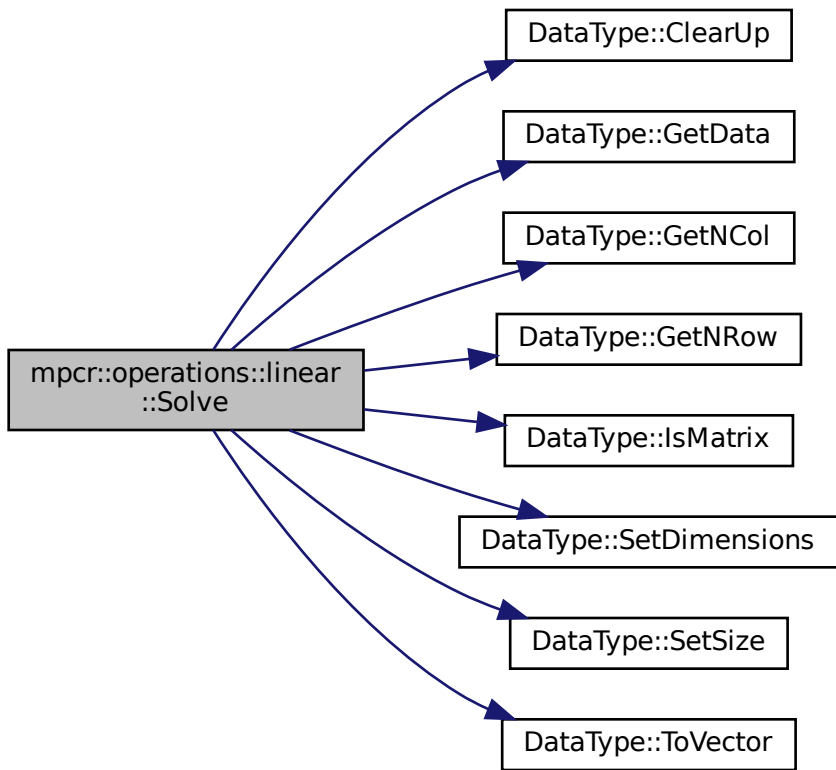 DataType::ClearUp
DataType::GetData
DataType::GetNCol
DataType::GetNRow
mpcr::operations::linear
::Solve
DataType::IsMatrix
DataType::SetDimensions
DataType::SetSize
DataType::ToVector